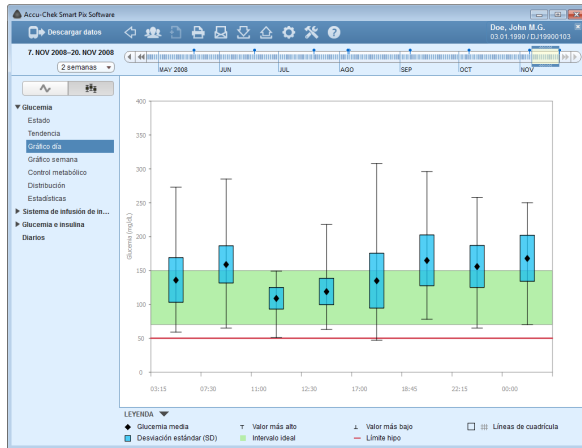 Accu-Chek Smart Pix Software
Descargar datos
Doe, John M.G.
03.01.1990 / DJ19900103
7. NOV 2008–20. NOV 2008
2 semanas
MAY 2008 JUN JUL AGO SEP OCT NOV
Glucemia
Estado
Tendencia
Gráfico día
Gráfico semana
Control metabólico
Distribución
Estadísticas
Sistema de infusión de in...
Glucemia e insulina
Diarios
Glucemia (mg/dL)
400
350
300
250
200
150
100
50
0
03:15 07:30 11:00 12:30 17:30 18:45 22:15 00:00
LEYENDA
Glucemia media Valor más alto Valor más bajo Líneas de cuadrícula
Desviación estándar (SD) Intervalo ideal Límite hipo